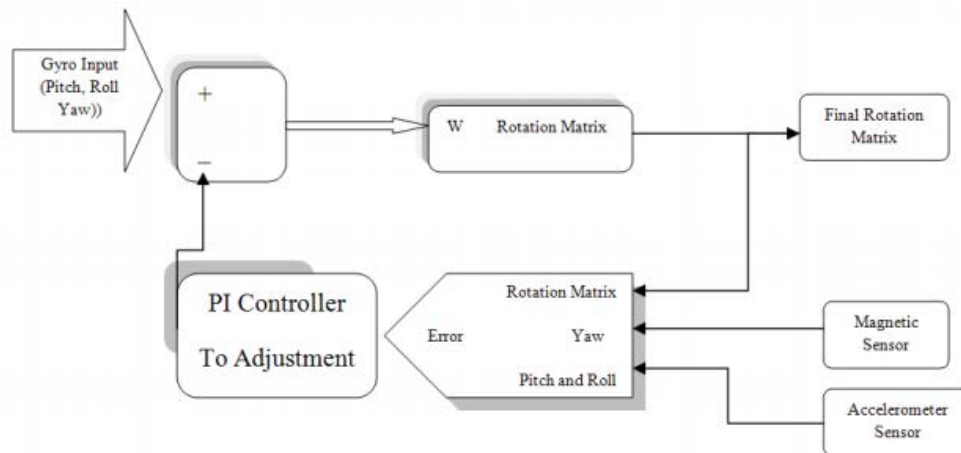 Gyro Input
(Pitch, Roll
Yaw))
+
−
W Rotation Matrix
Final Rotation
Matrix
PI Controller
To Adjustment
Rotation Matrix
Error Yaw
Pitch and Roll
Magnetic
Sensor
Accelerometer
Sensor